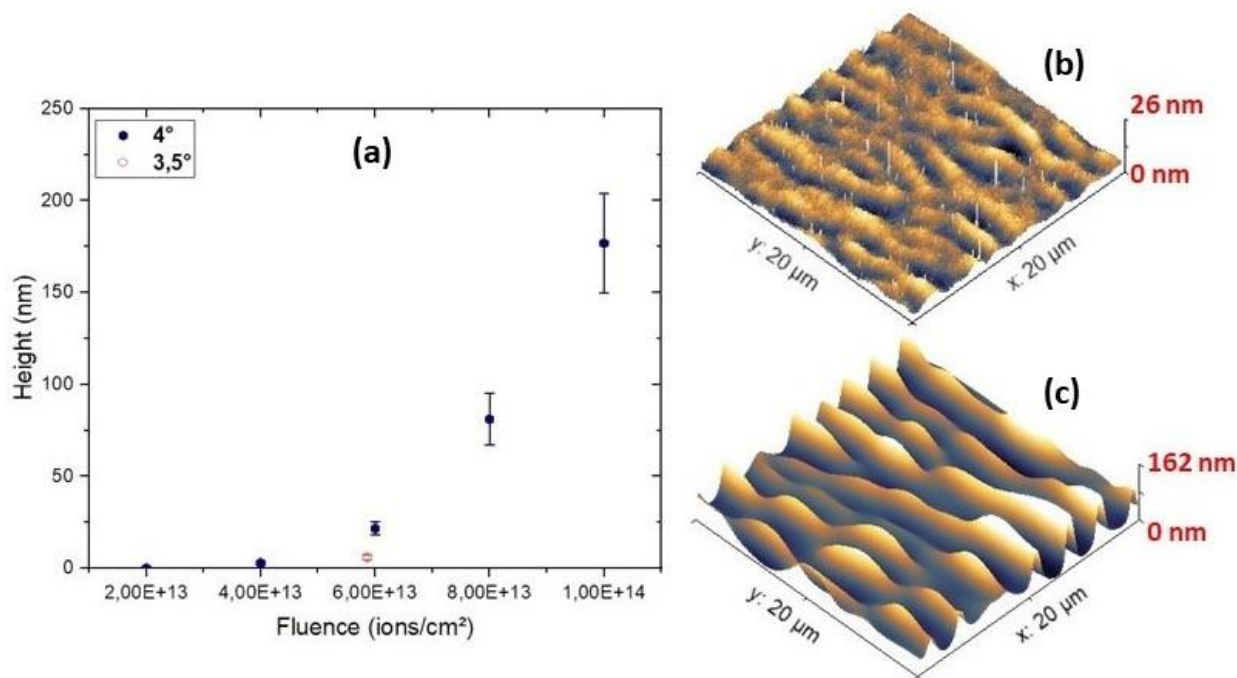 (a)
4°
3,5°
250
200
150
100
50
0
Height (nm)
2,00E+13 4,00E+13 6,00E+13 8,00E+13 1,00E+14
Fluence (ions/cm²)
(b)
26 nm
0 nm
y: 20 µm
x: 20 µm
(c)
162 nm
0 nm
y: 20 µm
x: 20 µm